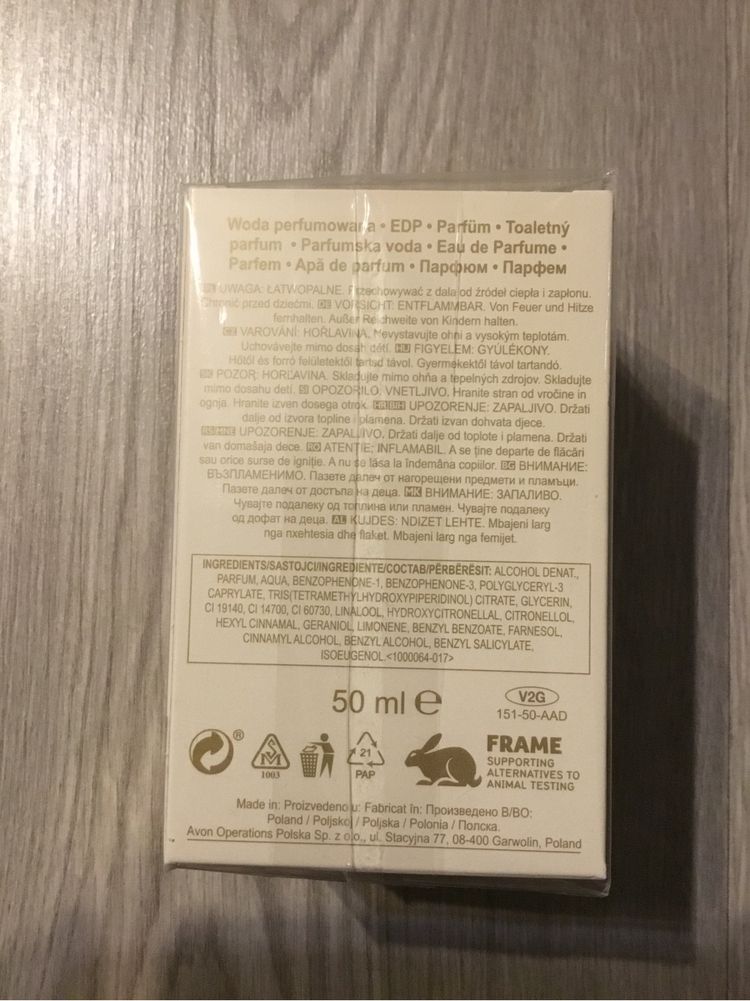 Woda perfumowana • EDP • Parfüm • Toaletný
parfum • Parfumska voda • Eau de Parfume •
Parfem • Apă de parfum • Парфюм • Парфем
UWAGA: ŁATWOPALNE. Przechowywać z dala od źródeł ciepła i zapłonu.
Chronić przed dziećmi. DE VORSICHT: ENTFLAMMBAR. Von Feuer und Hitze
fernhalten. Außer Reichweite von Kindern halten.
CZ VAROVÁNÍ: HOŘLAVINA. Nevystavujte ohni a vysokým teplotám.
Uchovávejte mimo dosah dětí. HU FIGYELEM: GYÚLÉKONY.
Hőtől és forró felületektől tartsd távol. Gyermekektől távol tartandó.
SK POZOR: HORĽAVINA. Skladujte mimo ohňa a tepelných zdrojov. Skladujte
mimo dosahu detí. SI OPOZORILO, VNETLJIVO. Hranite stran od vročine in
ognja. Hranite izven dosega otrok. HR/BIH UPOZORENJE: ZAPALJIVO. Držati
dalje od izvora topline i plamena. Držati izvan dohvata djece.
RS/MNE UPOZORENJE: ZAPALJIVO. Držati dalje od toplote i plamena. Držati
van domašaja dece. RO ATENȚIE; INFLAMABIL. A se ține departe de flăcări
sau orice surse de igniție. A nu se lăsa la îndemâna copiilor. BG ВНИМАНИЕ:
ВЪЗПЛАМЕНИМО. Пазете далеч от нагорещени предмети и пламъци.
Пазете далеч от достъпа на деца. MK ВНИМАНИЕ: ЗАПАЛИВО.
Чувајте подалеку од топлина или пламен. Чувајте подалеку
од дофат на деца. AL KUJDES: NDIZET LEHTE. Mbajeni larg
nga nxehtesia dhe flaket. Mbajeni larg nga femijet.
INGREDIENTS/SASTOJCI/INGREDIENTE/СОСТАВ/PËRBËRËSIT: ALCOHOL DENAT.,
PARFUM, AQUA, BENZOPHENONE-1, BENZOPHENONE-3, POLYGLYCERYL-3
CAPRYLATE, TRIS(TETRAMETHYLHYDROXYPIPERIDINOL) CITRATE, GLYCERIN,
CI 19140, CI 14700, CI 60730, LINALOOL, HYDROXYCITRONELLAL, CITRONELLOL,
HEXYL CINNAMAL, GERANIOL, LIMONENE, BENZYL BENZOATE, FARNESOL,
CINNAMYL ALCOHOL, BENZYL ALCOHOL, BENZYL SALICYLATE,
ISOEUGENOL.<1000064-017>
50 ml e
V2G
151-50-AAD
®
SM
1003
21
PAP
FRAME
SUPPORTING
ALTERNATIVES TO
ANIMAL TESTING
Made in: Proizvedeno u: Fabricat în: Произведено В/ВО:
Poland / Poljskoj / Poljska / Polonia / Полска.
Avon Operations Polska Sp. z o.o., ul. Stacyjna 77, 08-400 Garwolin, Poland